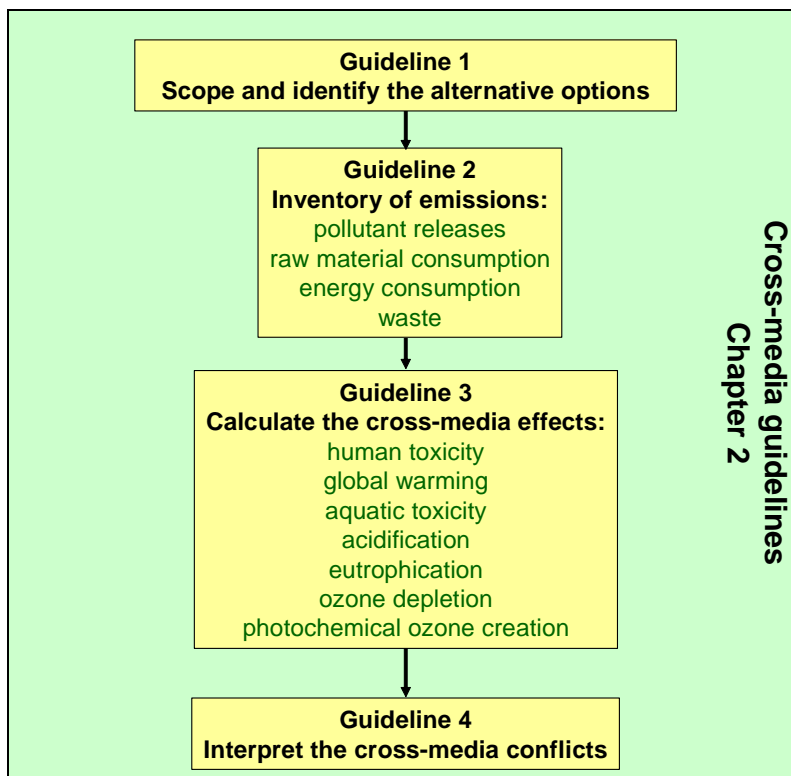 Guideline 1
Scope and identify the alternative options
Guideline 2
Inventory of emissions:
pollutant releases
raw material consumption
energy consumption
waste
Guideline 3
Calculate the cross-media effects:
human toxicity
global warming
aquatic toxicity
acidification
eutrophication
ozone depletion
photochemical ozone creation
Guideline 4
Interpret the cross-media conflicts
Cross-media guidelines
Chapter 2